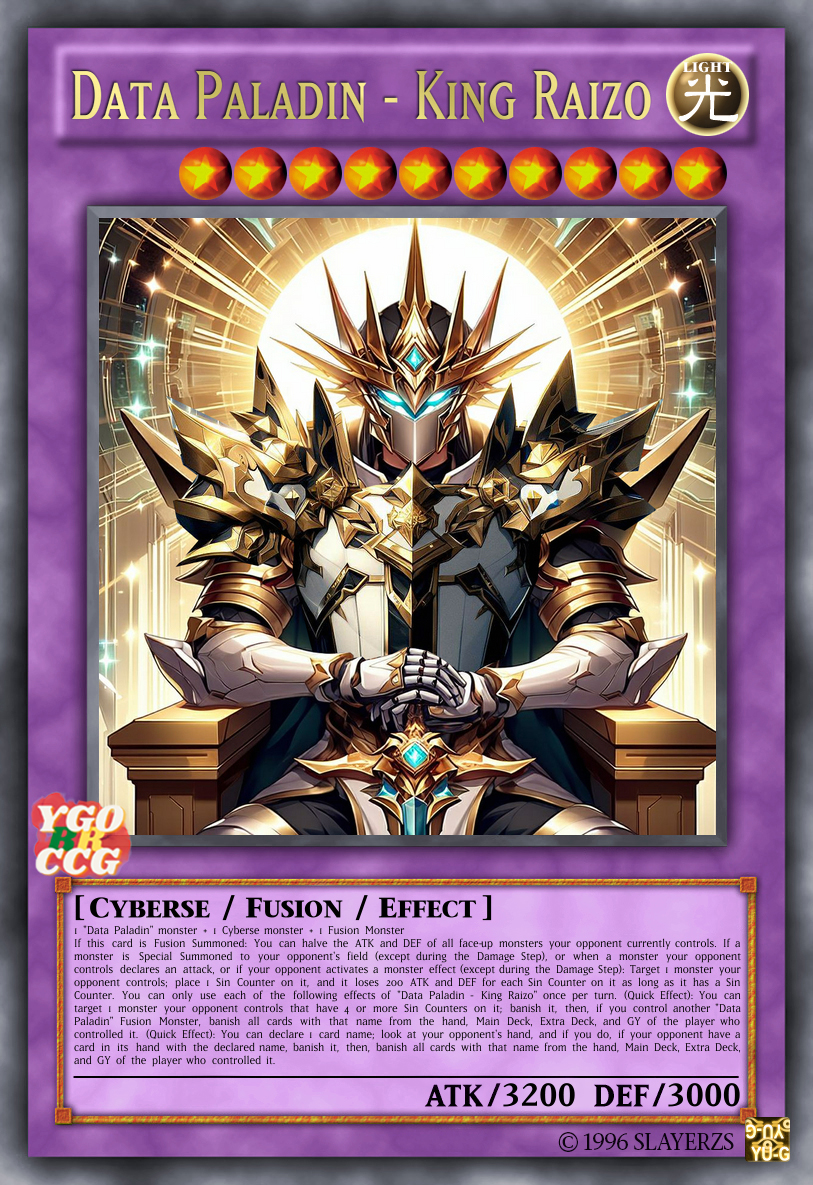 DATA PALADIN - KING RAIZO
LIGHT
光
YGO
RR
CCG
[ CYBERSE / FUSION / EFFECT ]
1 "Data Paladin" monster + 1 Cyberse monster + 1 Fusion Monster
If this card is Fusion Summoned: You can halve the ATK and DEF of all face-up monsters your opponent currently controls. If a
monster is Special Summoned to your opponent's field (except during the Damage Step), or when a monster your opponent
controls declares an attack, or if your opponent activates a monster effect (except during the Damage Step): Target 1 monster your
opponent controls; place 1 Sin Counter on it, and it loses 200 ATK and DEF for each Sin Counter on it as long as it has a Sin
Counter. You can only use each of the following effects of "Data Paladin - King Raizo" once per turn. (Quick Effect): You can
target 1 monster your opponent controls that have 4 or more Sin Counters on it; banish it, then, if you control another "Data
Paladin" Fusion Monster, banish all cards with that name from the hand, Main Deck, Extra Deck, and GY of the player who
controlled it. (Quick Effect): You can declare 1 card name; look at your opponent's hand, and if you do, if your opponent have a
card in its hand with the declared name, banish it, then, banish all cards with that name from the hand, Main Deck, Extra Deck,
and GY of the player who controlled it.
ATK/3200 DEF/3000
© 1996 SLAYERZS